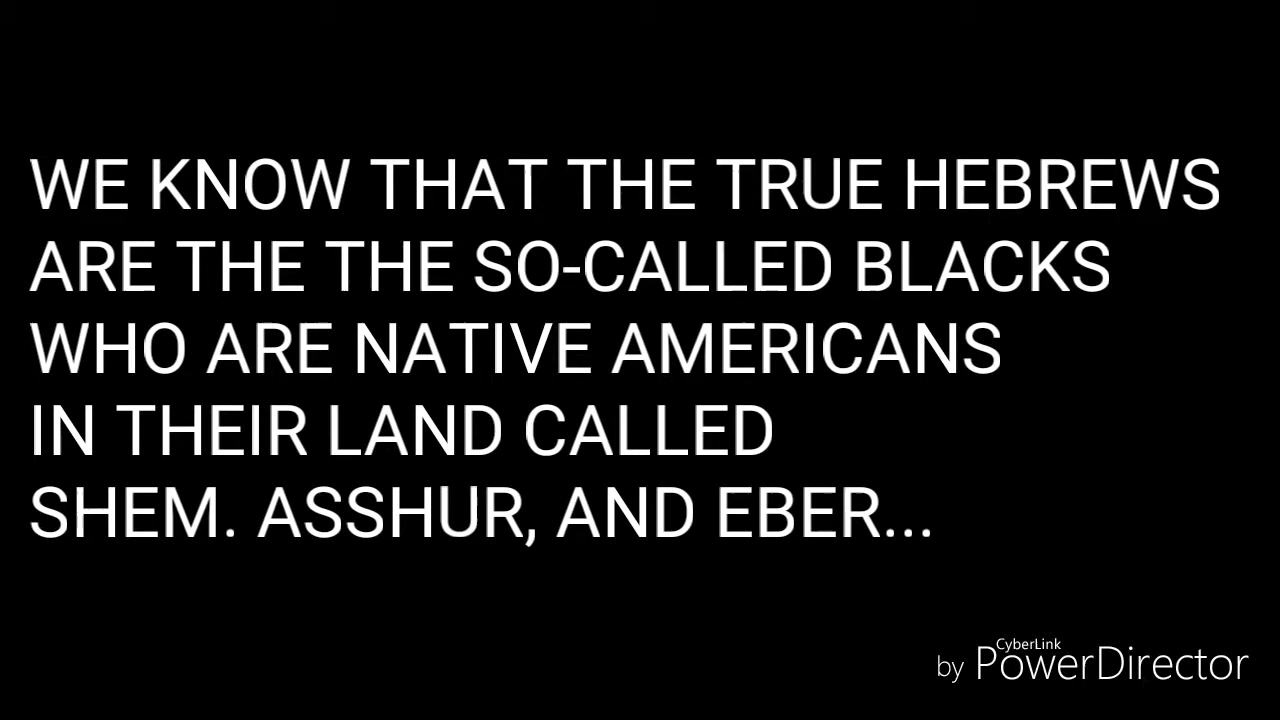 WE KNOW THAT THE TRUE HEBREWS
ARE THE THE SO-CALLED BLACKS
WHO ARE NATIVE AMERICANS
IN THEIR LAND CALLED
SHEM. ASSHUR, AND EBER...
CyberLink
by PowerDirector